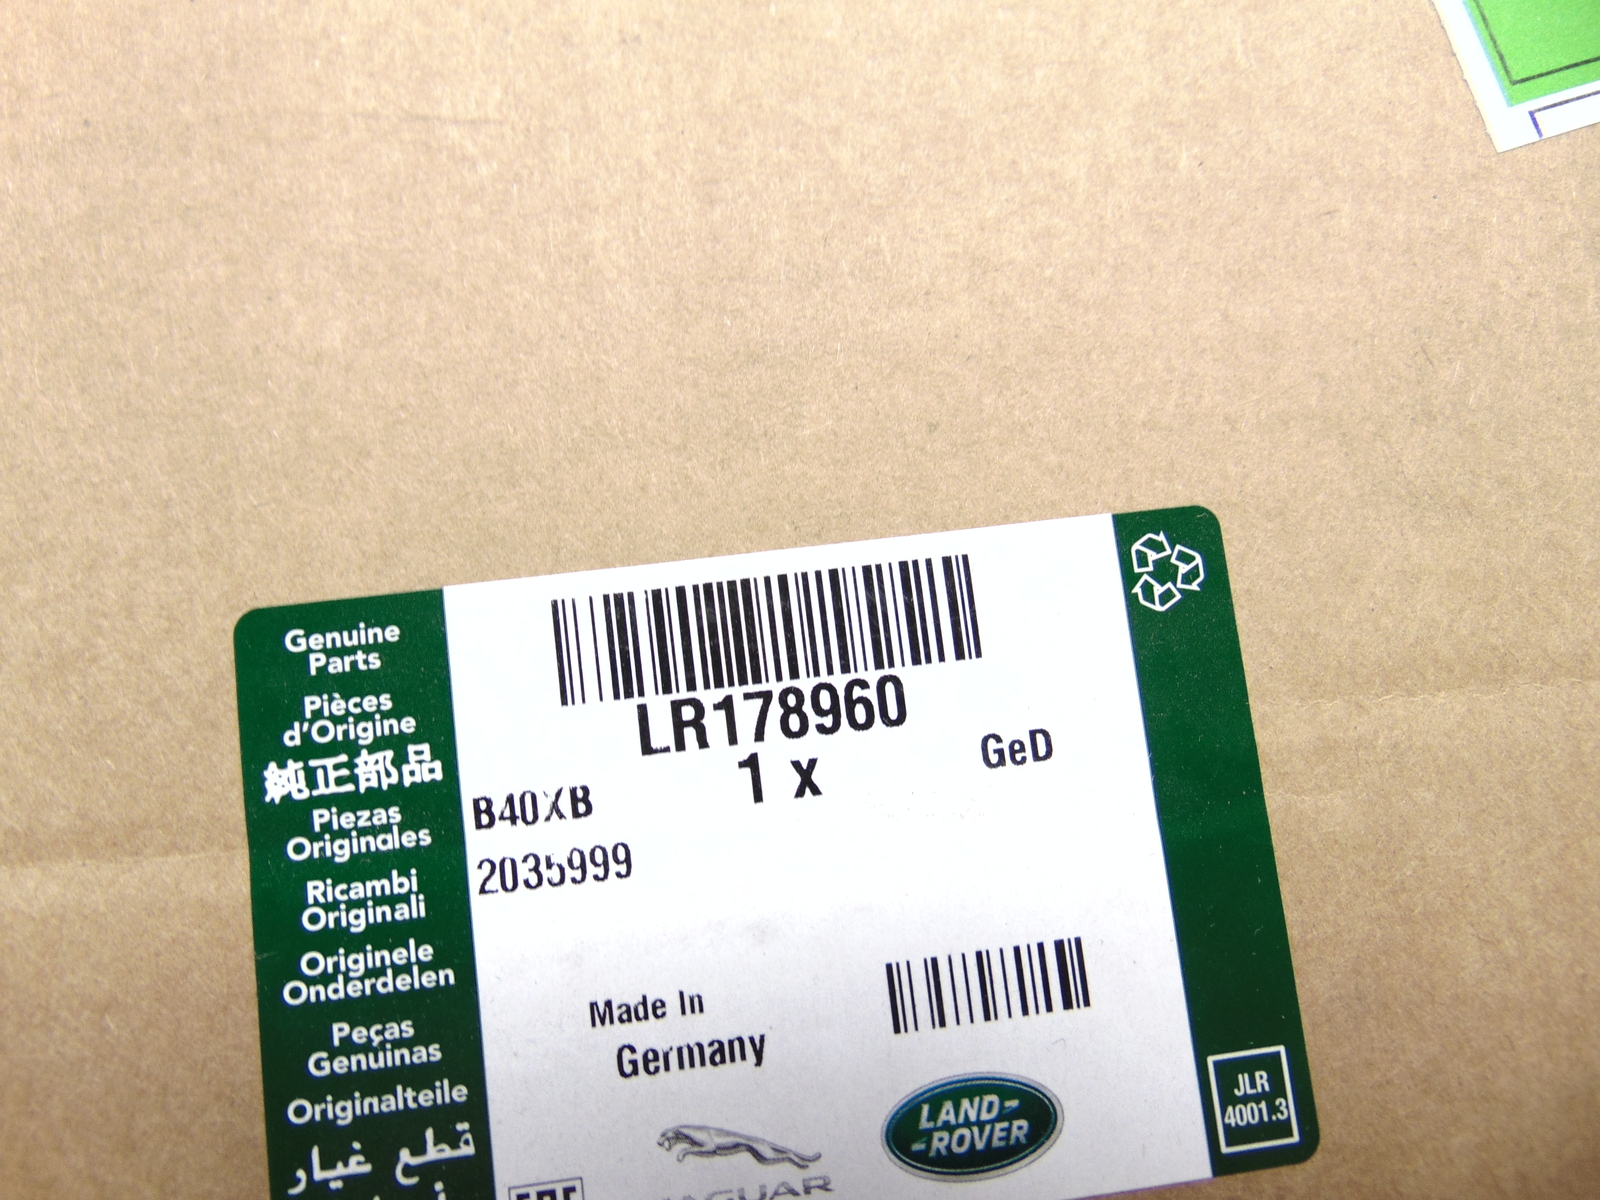 Genuine
Parts
Pièces
d'Origine
純正部品
Piezas
Originales
Ricambi
Originali
Originele
Onderdelen
Peças
Genuinas
Originalteile
قطع غيار
LR178960
1 x
GeD
B40XB
2035999
Made In
Germany
LAND-
-ROVER
JAGUAR
JLR
4001.3